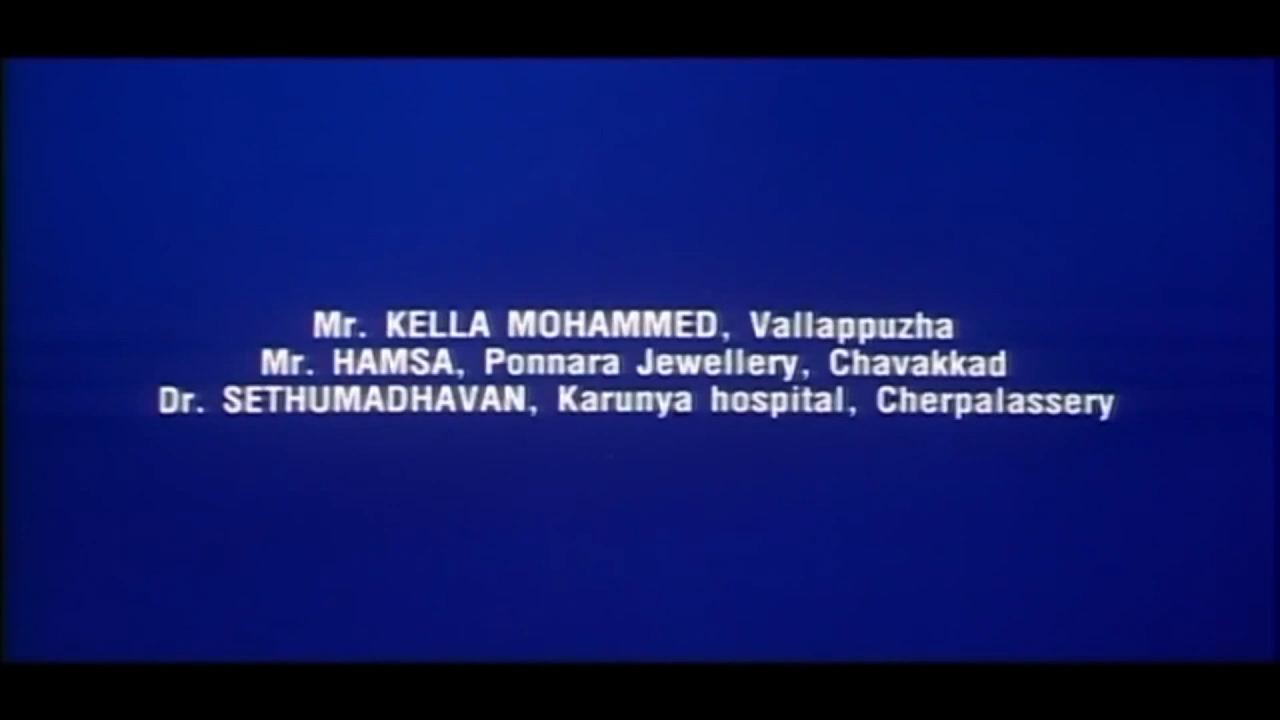 Mr. KELLA MOHAMMED, Vallappuzha
Mr. HAMSA, Ponnara Jewellery, Chavakkad
Dr. SETHUMADHAVAN, Karunya hospital, Cherpalassery